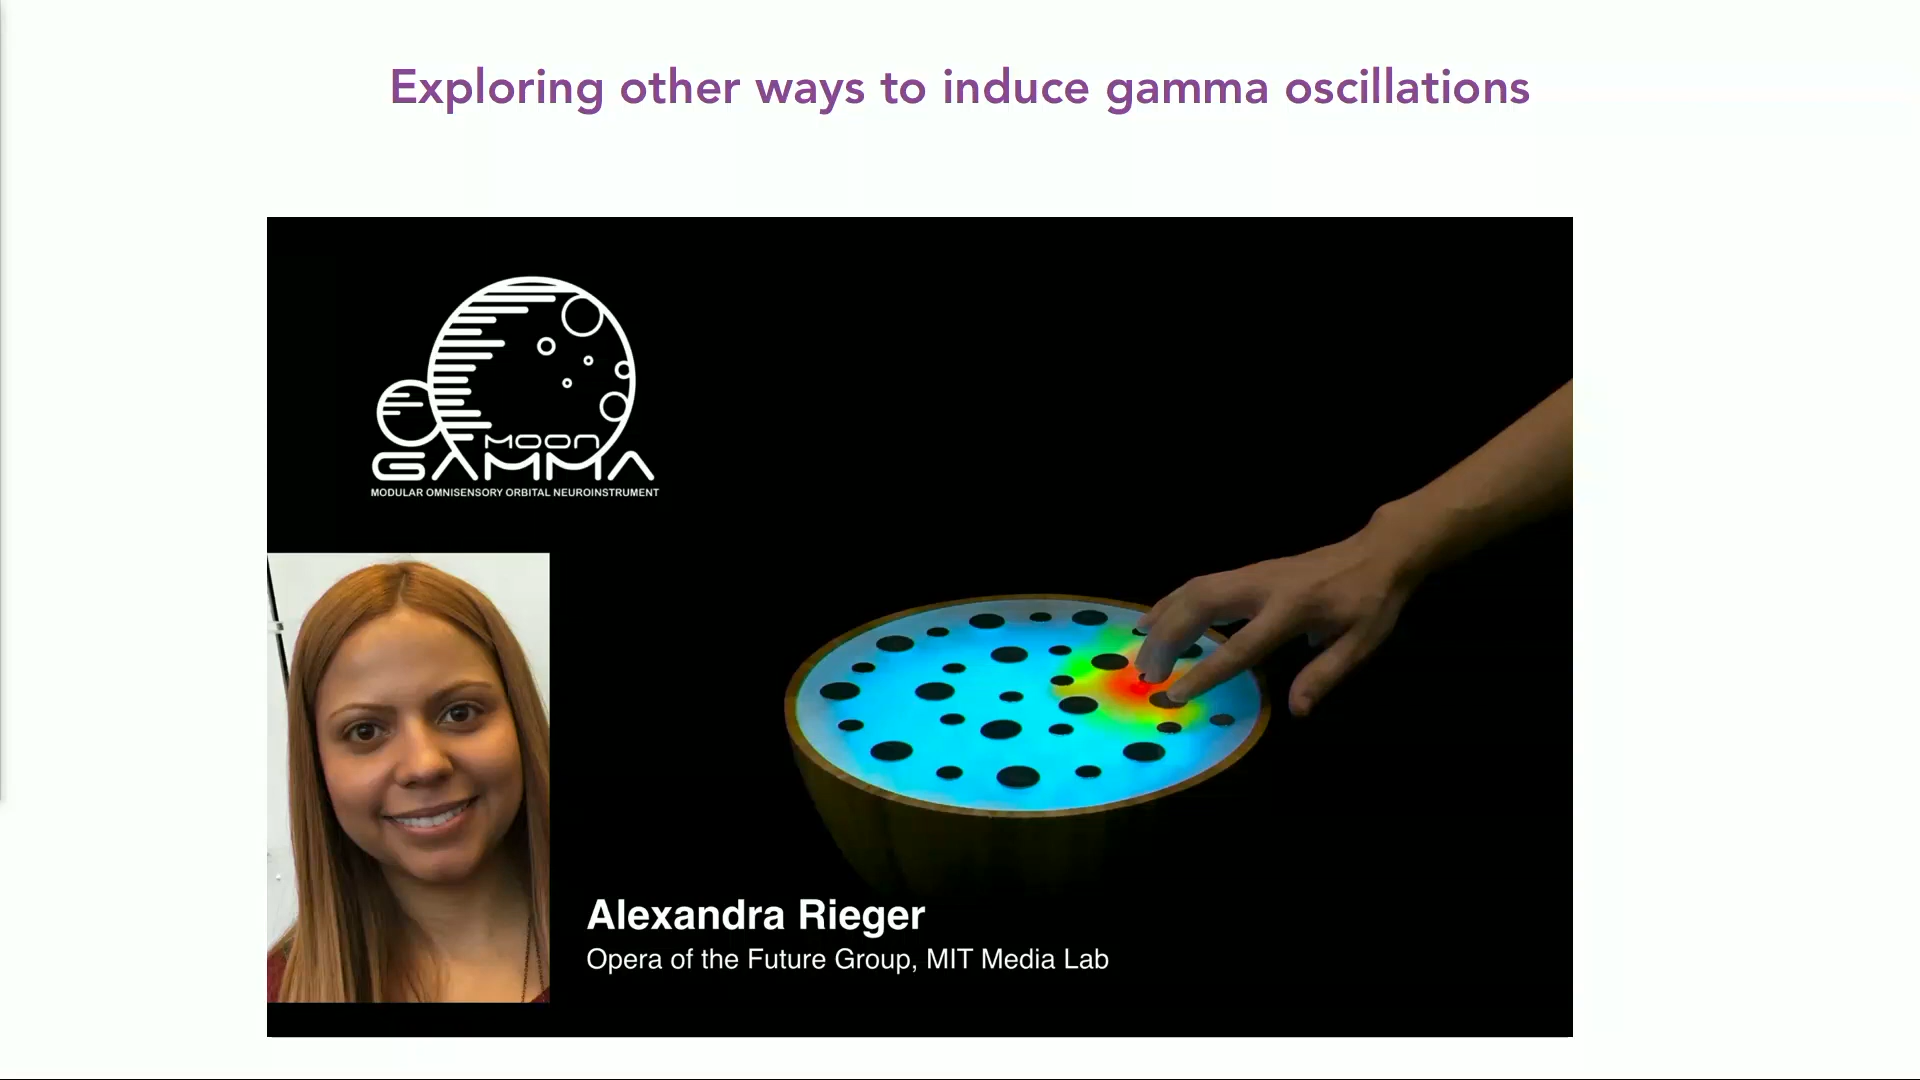 Exploring other ways to induce gamma oscillations
MOON
GAMMA
MODULAR OMNISENSORY ORBITAL NEUROINSTRUMENT
Alexandra Rieger
Opera of the Future Group, MIT Media Lab